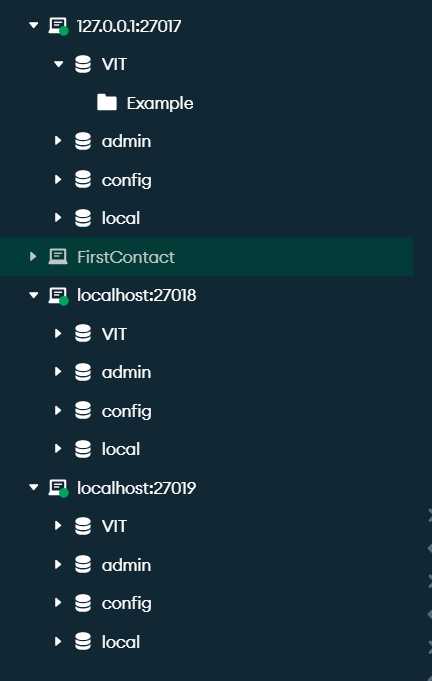 127.0.0.1:27017
VIT
Example
admin
config
local
FirstContact
localhost:27018
VIT
admin
config
local
localhost:27019
VIT
admin
config
local